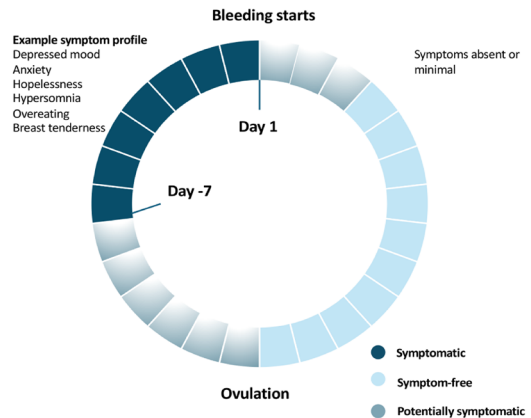 Bleeding starts
Example symptom profile
Depressed mood
Anxiety
Hopelessness
Hypersomnia
Overeating
Breast tenderness
Symptoms absent or
minimal
Day 1
Day -7
Ovulation
Symptomatic
Symptom-free
Potentially symptomatic